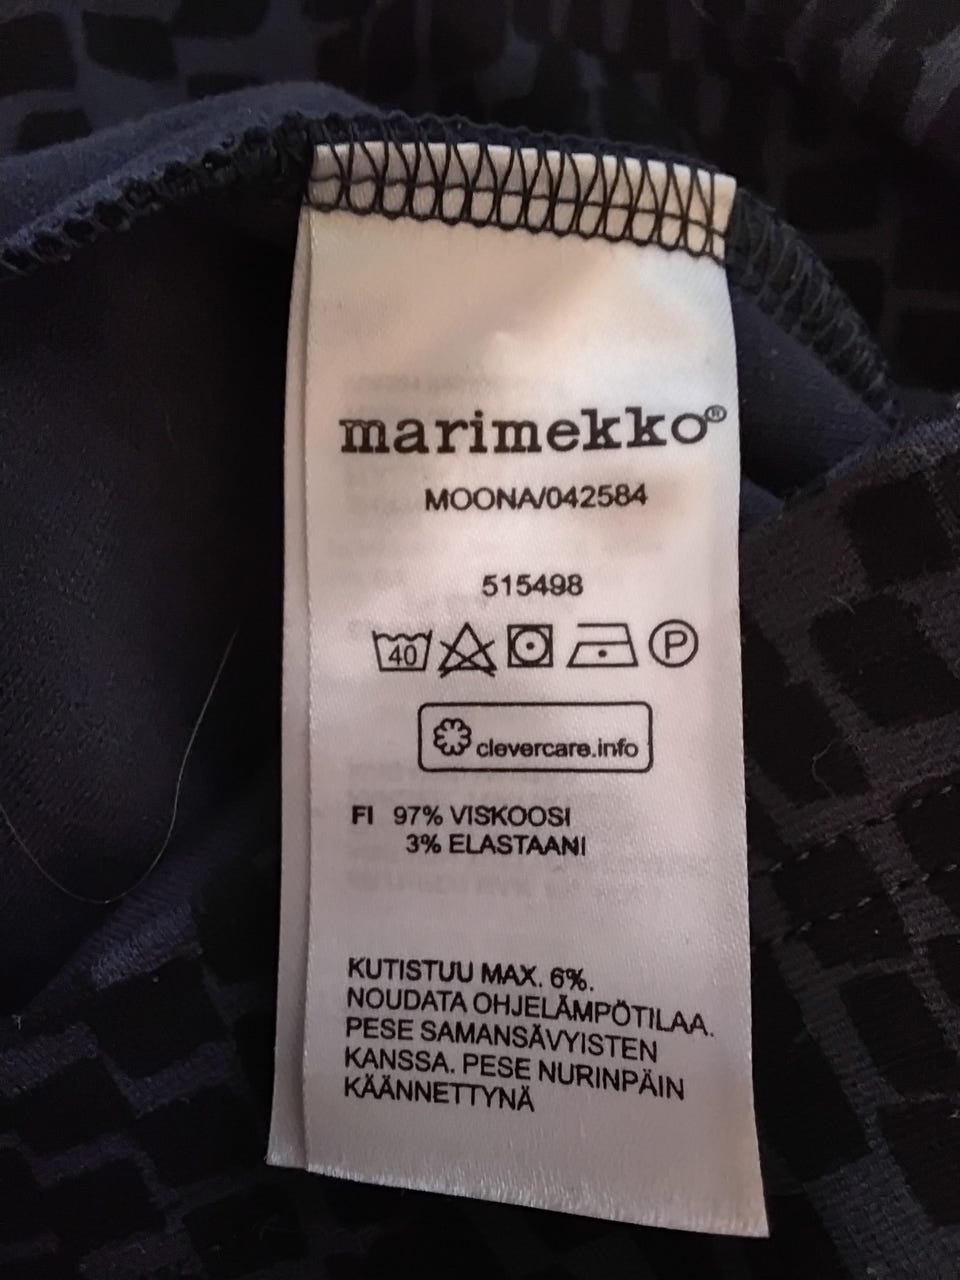 marimekko®
MOONA/042584
515498
40 P
clevercare.info
FI 97% VISKOOSI
3% ELASTAANI
KUTISTUU MAX. 6%.
NOUDATA OHJELÄMPÖTILAA.
PESE SAMANSÄVYISTEN
KANSSA. PESE NURINPÄIN
KÄÄNNETTYNÄ